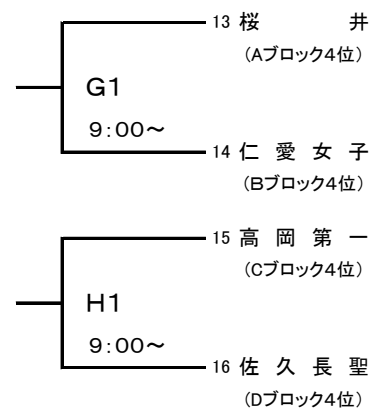 13 桜 井
(Aブロック4位)
G1
9:00～
14 仁 愛 女 子
(Bブロック4位)
15 高 岡 第 一
(Cブロック4位)
H1
9:00～
16 佐 久 長 聖
(Dブロック4位)